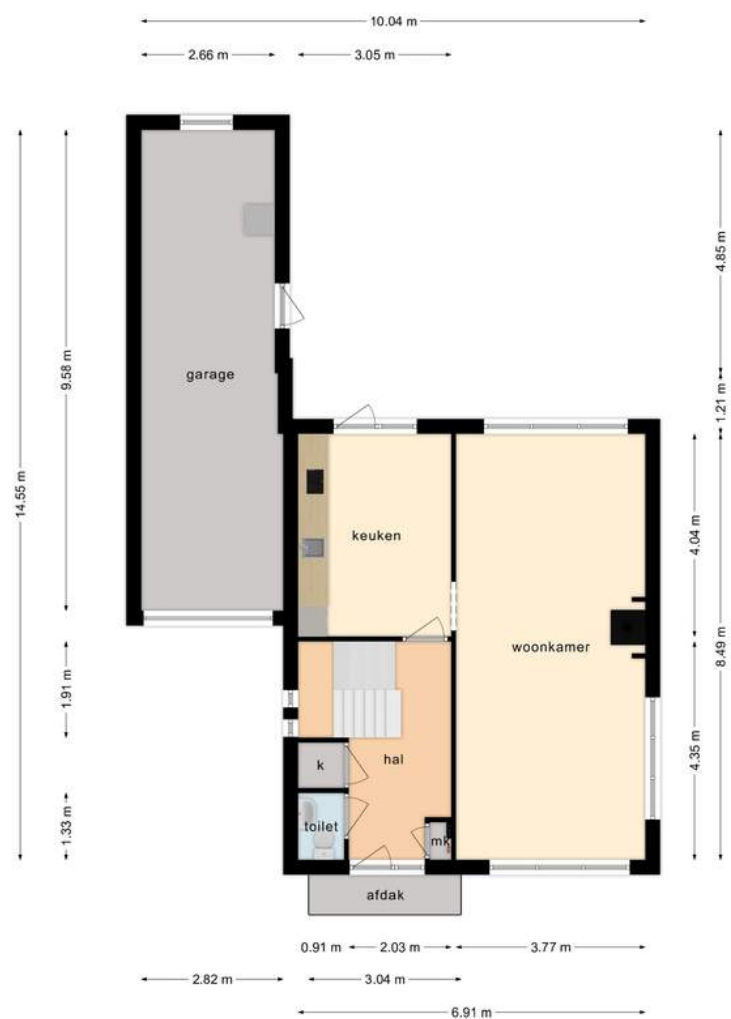 10.04 m
2.66 m
3.05 m
14.55 m
9.58 m
1.91 m
1.33 m
4.85 m
1.21 m
4.04 m
8.49 m
4.35 m
garage
keuken
woonkamer
hal
k
toilet
mk
afdak
0.91 m
2.03 m
3.77 m
2.82 m
3.04 m
6.91 m